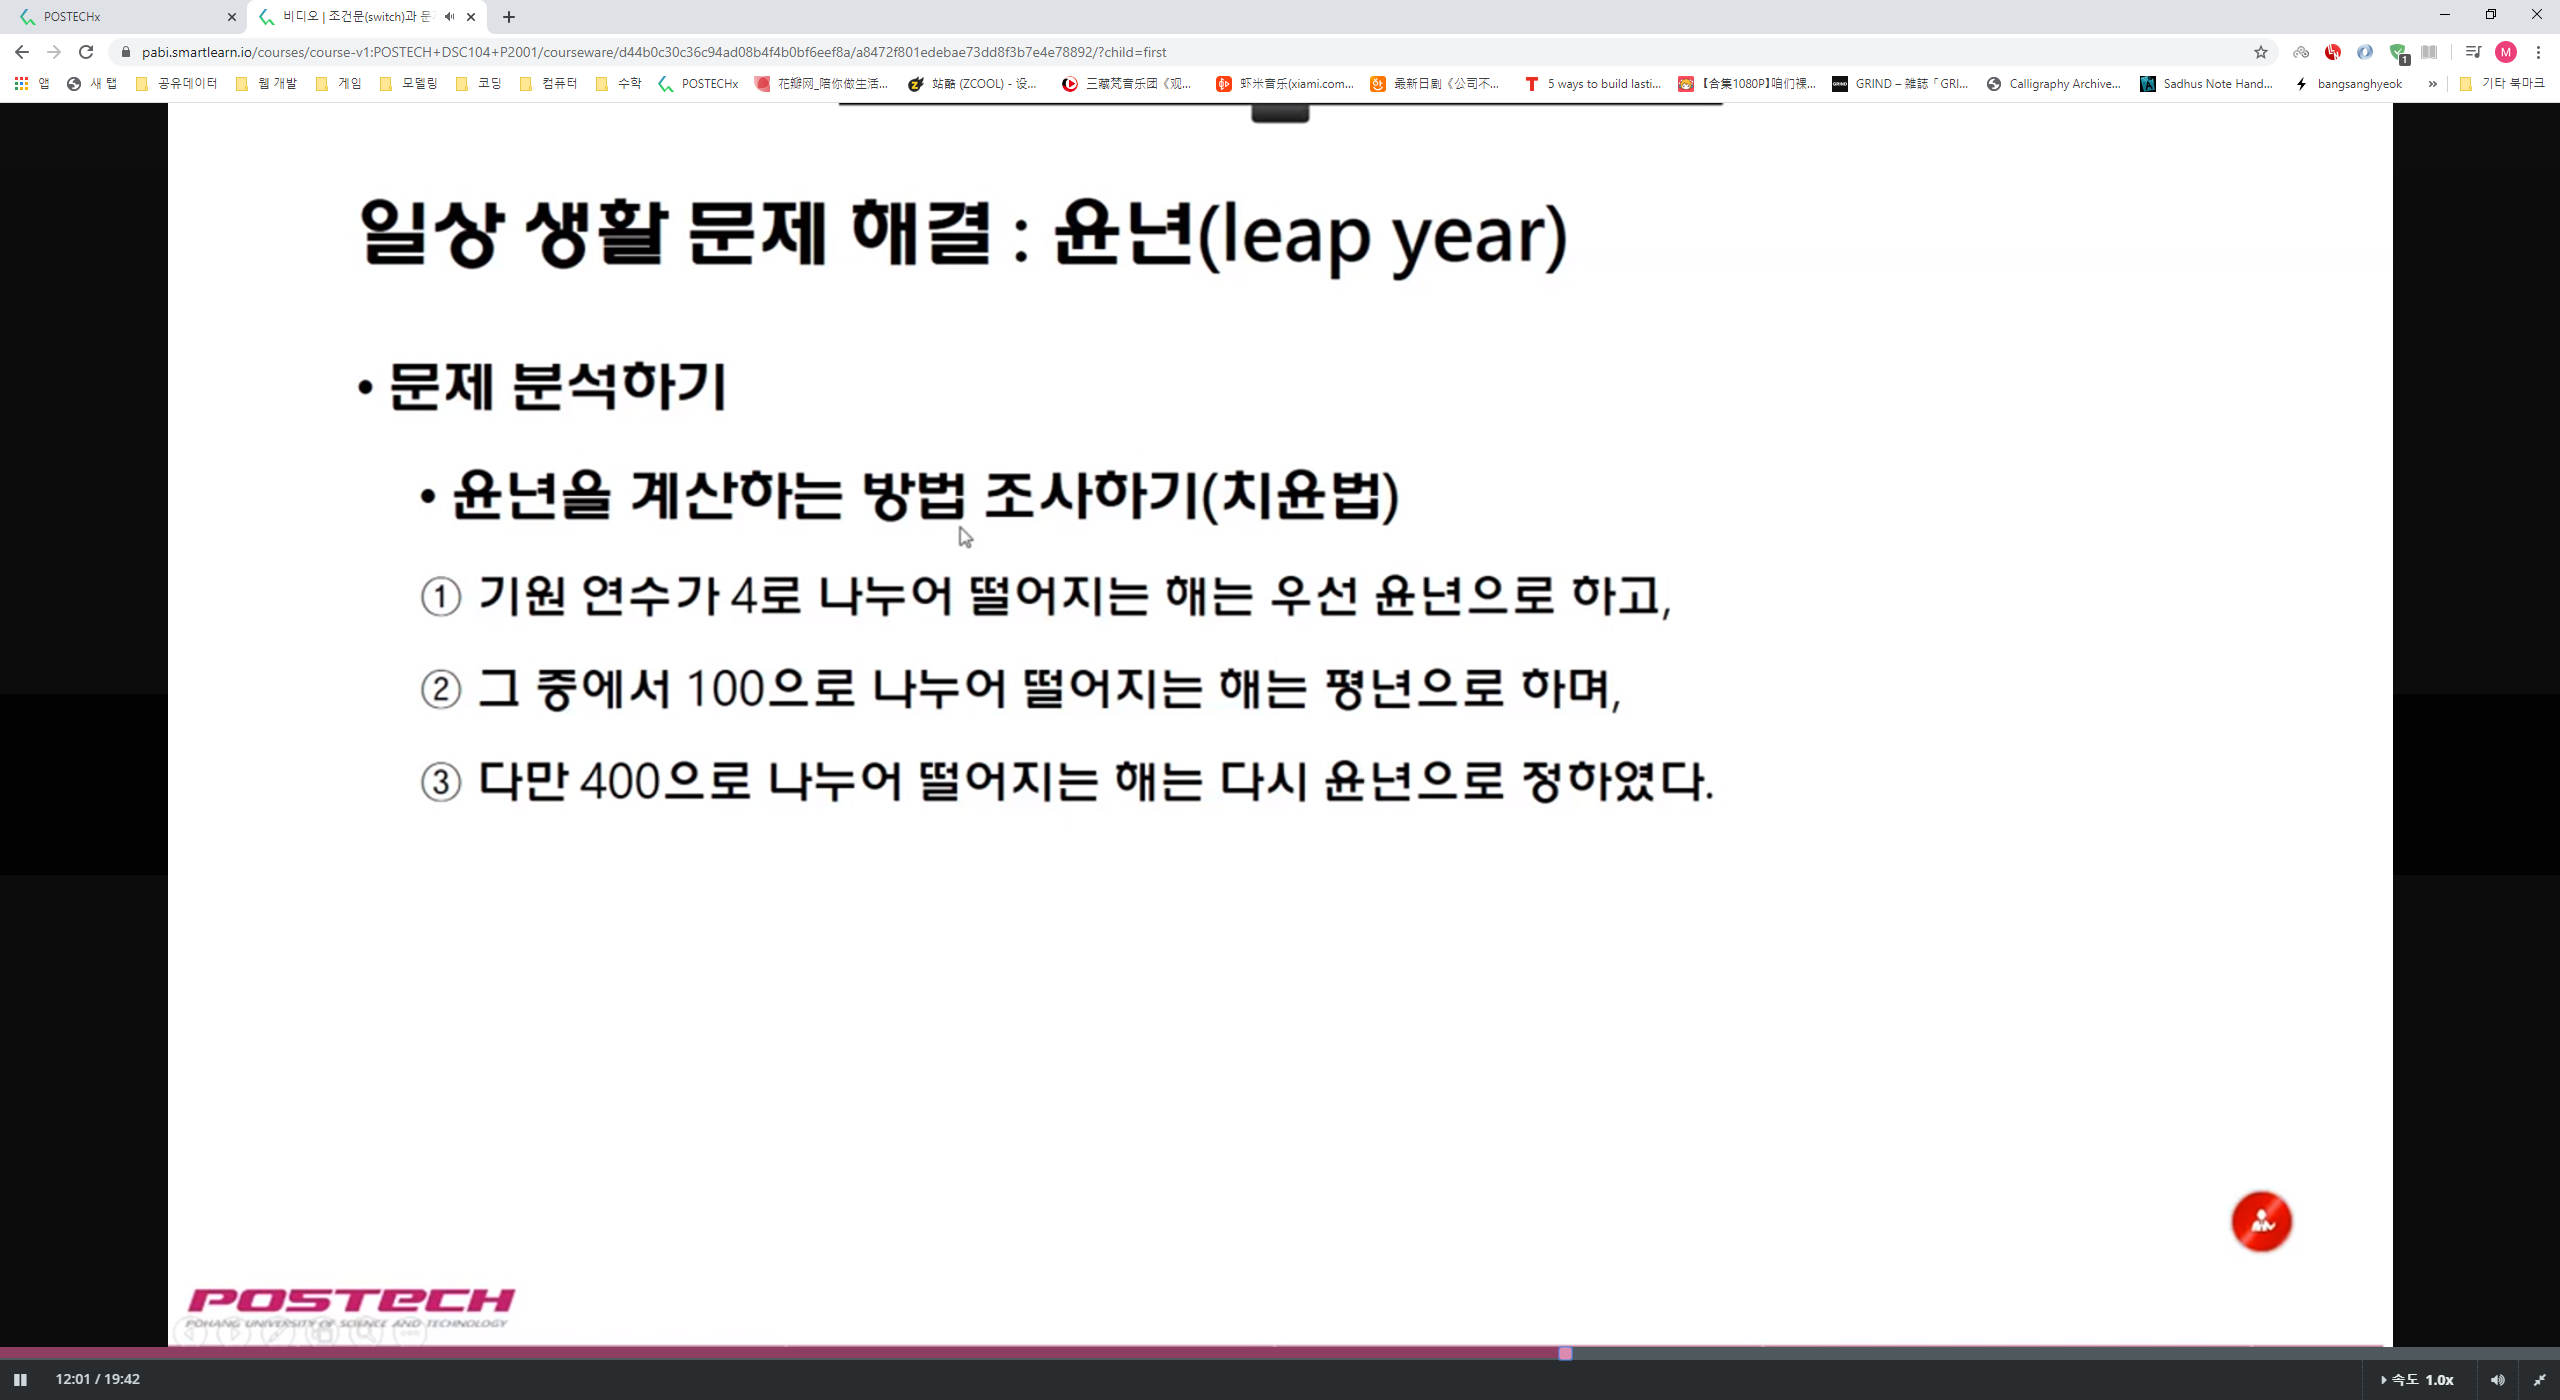 POSTECHx
비디오 | 조건문(switch)과 문
pabi.smartlearn.io/courses/course-v1:POSTECH+DSC104+P2001/courseware/d44b0c30c36c94ad08b4f4b0bf6eef8a/a8472f801edebae73dd8f3b7e4e78892/?child=first
앱 새 탭 공유데이터 웹 개발 게임 모델링 코딩 컴퓨터 수학 POSTECHx 花瓣网_陪你做生活... 站酷 (ZCOOL) - 设... 三藏梵音乐团《观... 虾米音乐(xiami.com... 最新日剧《公司不... 5 ways to build lasti... 【合集1080P】咱们裸... GRIND – 雑誌「GRI... Calligraphy Archive... Sadhus Note Hand... bangsanghyeok » 기타 북마크
일상 생활 문제 해결 : 윤년(leap year)
• 문제 분석하기
• 윤년을 계산하는 방법 조사하기(치윤법)
① 기원 연수가 4로 나누어 떨어지는 해는 우선 윤년으로 하고,
② 그 중에서 100으로 나누어 떨어지는 해는 평년으로 하며,
③ 다만 400으로 나누어 떨어지는 해는 다시 윤년으로 정하였다.
POSTECH
POHANG UNIVERSITY OF SCIENCE AND TECHNOLOGY
12:01 / 19:42
속도 1.0x